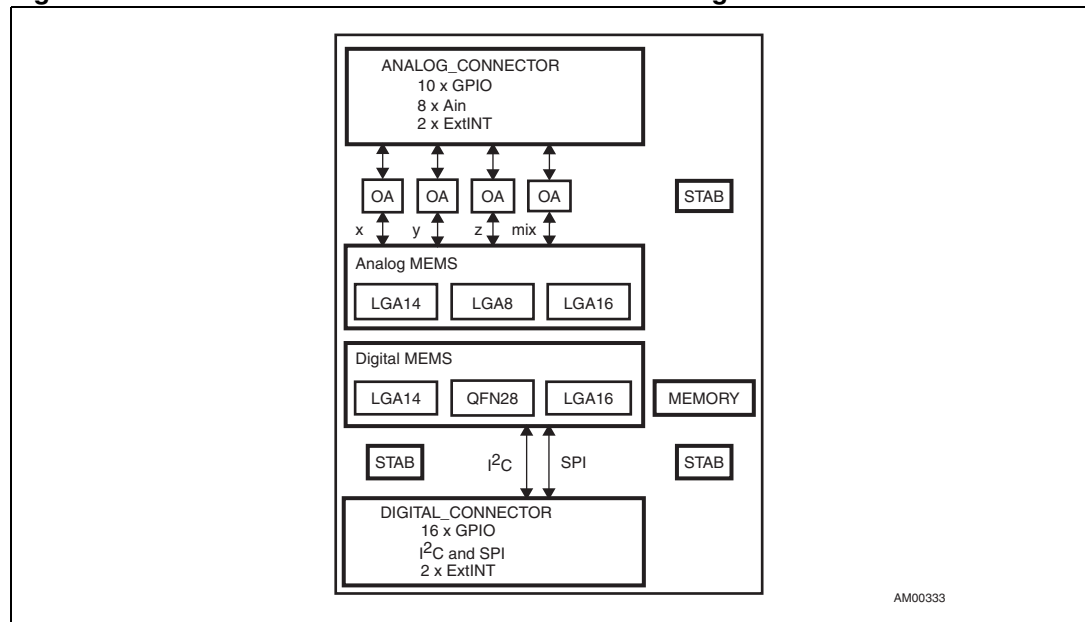 ANALOG_CONNECTOR
10 x GPIO
8 x Ain
2 x ExtINT
OA OA OA OA
STAB
x y z mix
Analog MEMS
LGA14 LGA8 LGA16
Digital MEMS
LGA14 QFN28 LGA16
MEMORY
STAB
I²C SPI
STAB
DIGITAL_CONNECTOR
16 x GPIO
I²C and SPI
2 x ExtINT
AM00333